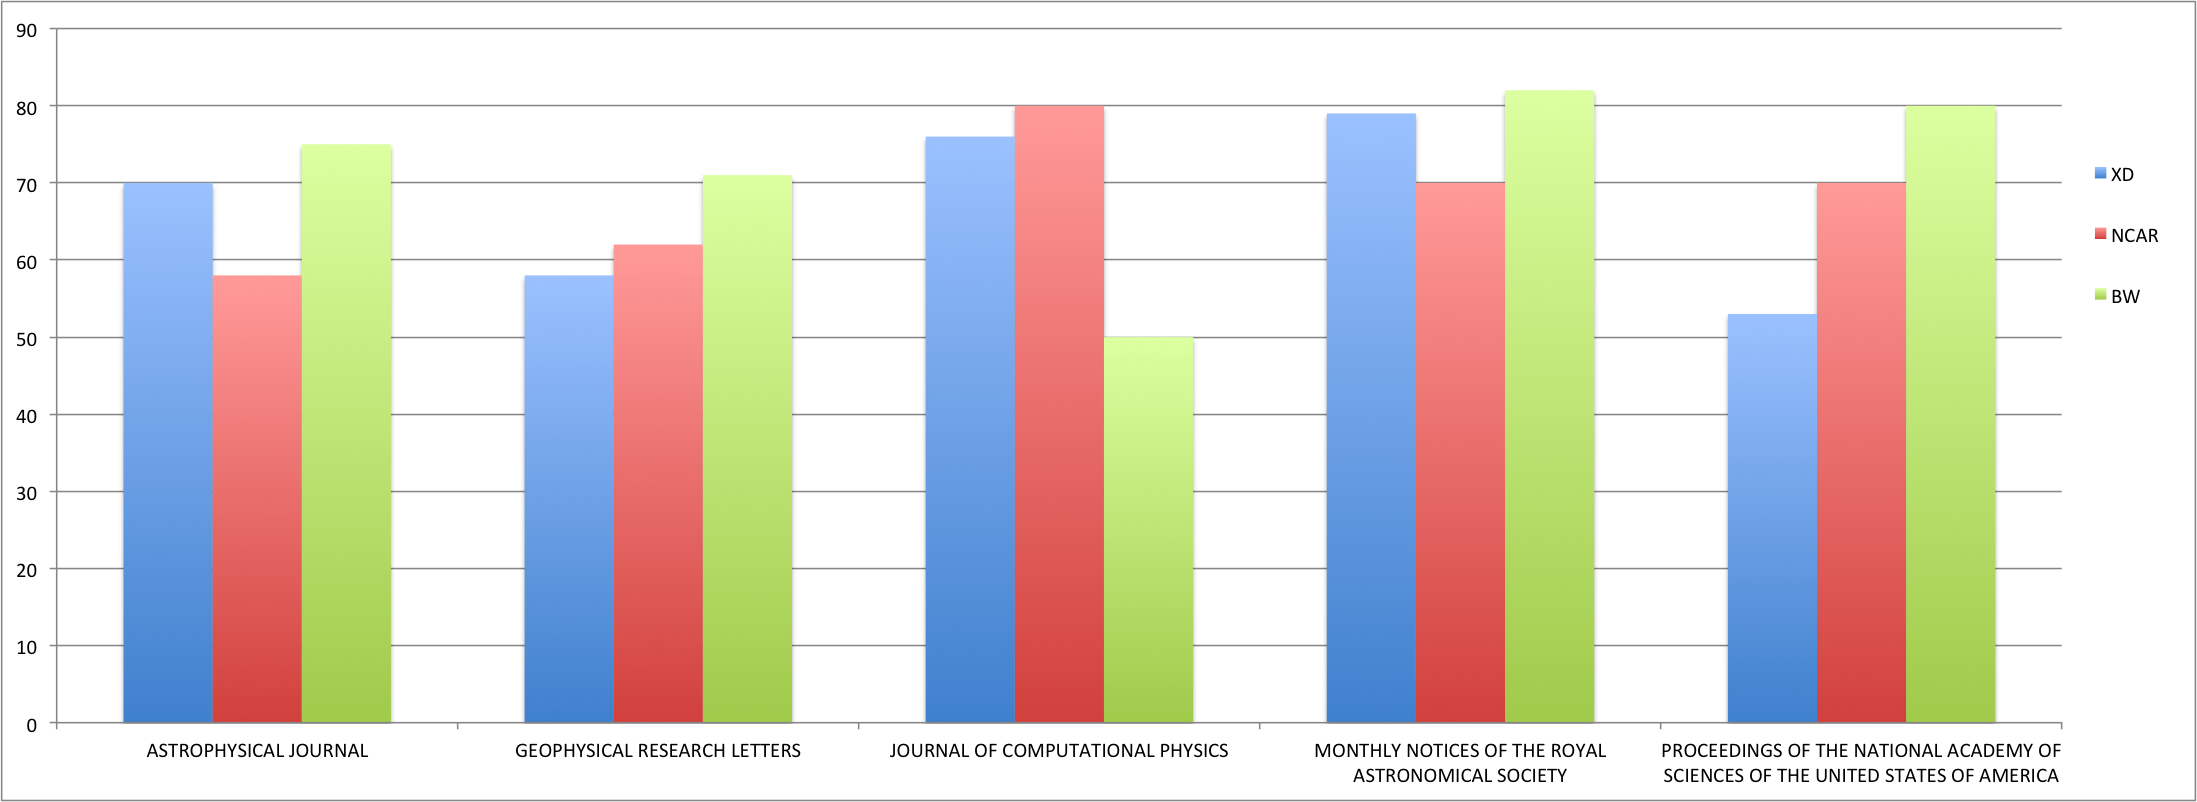 90
80
70
60
50
40
30
20
10
0
XD
NCAR
BW
ASTROPHYSICAL JOURNAL
GEOPHYSICAL RESEARCH LETTERS
JOURNAL OF COMPUTATIONAL PHYSICS
MONTHLY NOTICES OF THE ROYAL
ASTRONOMICAL SOCIETY
PROCEEDINGS OF THE NATIONAL ACADEMY OF
SCIENCES OF THE UNITED STATES OF AMERICA